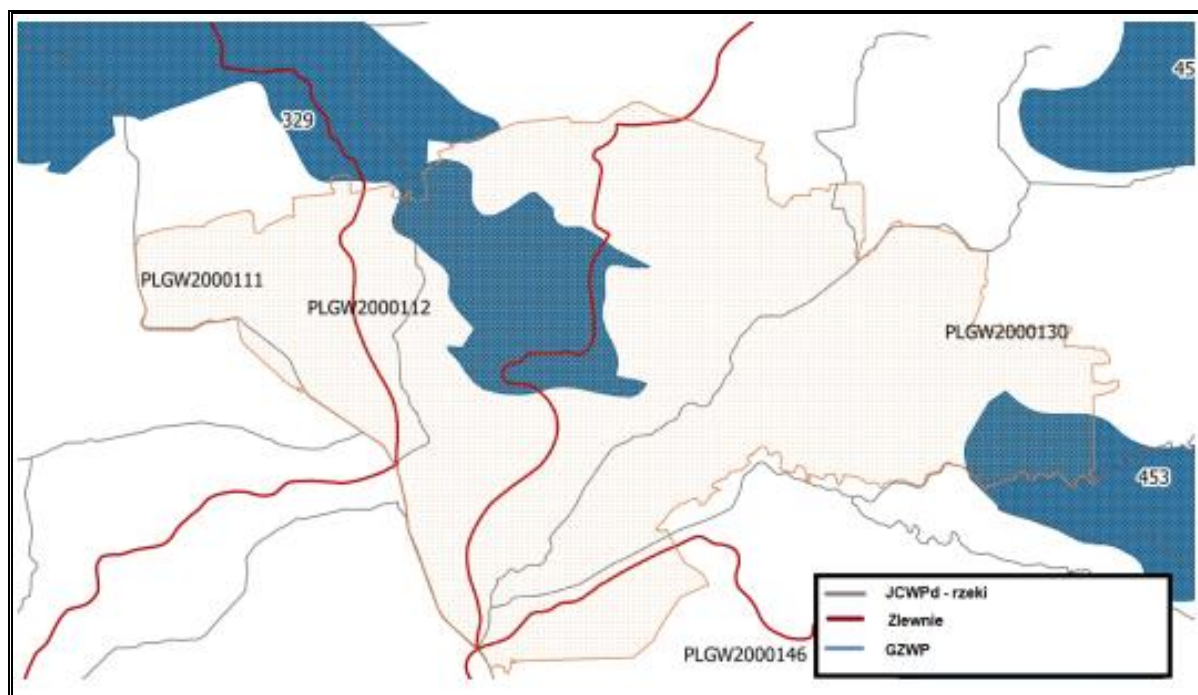 45
329
PLGW2000111
PLGW2000112
PLGW2000130
453
PLGW2000146
JCWPd - rzeki
Zlewnie
GZWP